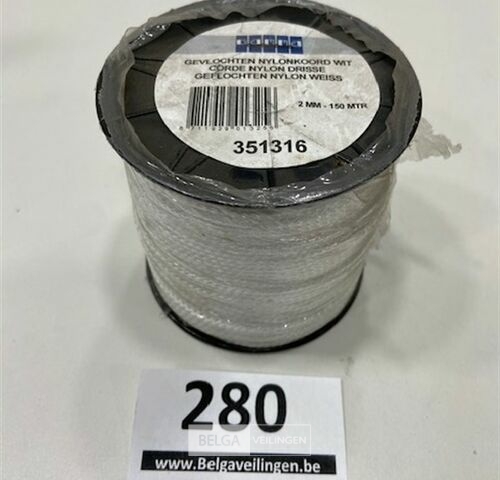 GEVLOCHTEN NYLONKOORD WIT
CORDE NYLON DRISSE
GEFLOCHTEN NYLON WEISS
2 MM - 150 MTR
351316
280
BELGA VEILINGEN
www.Belgaveilingen.be